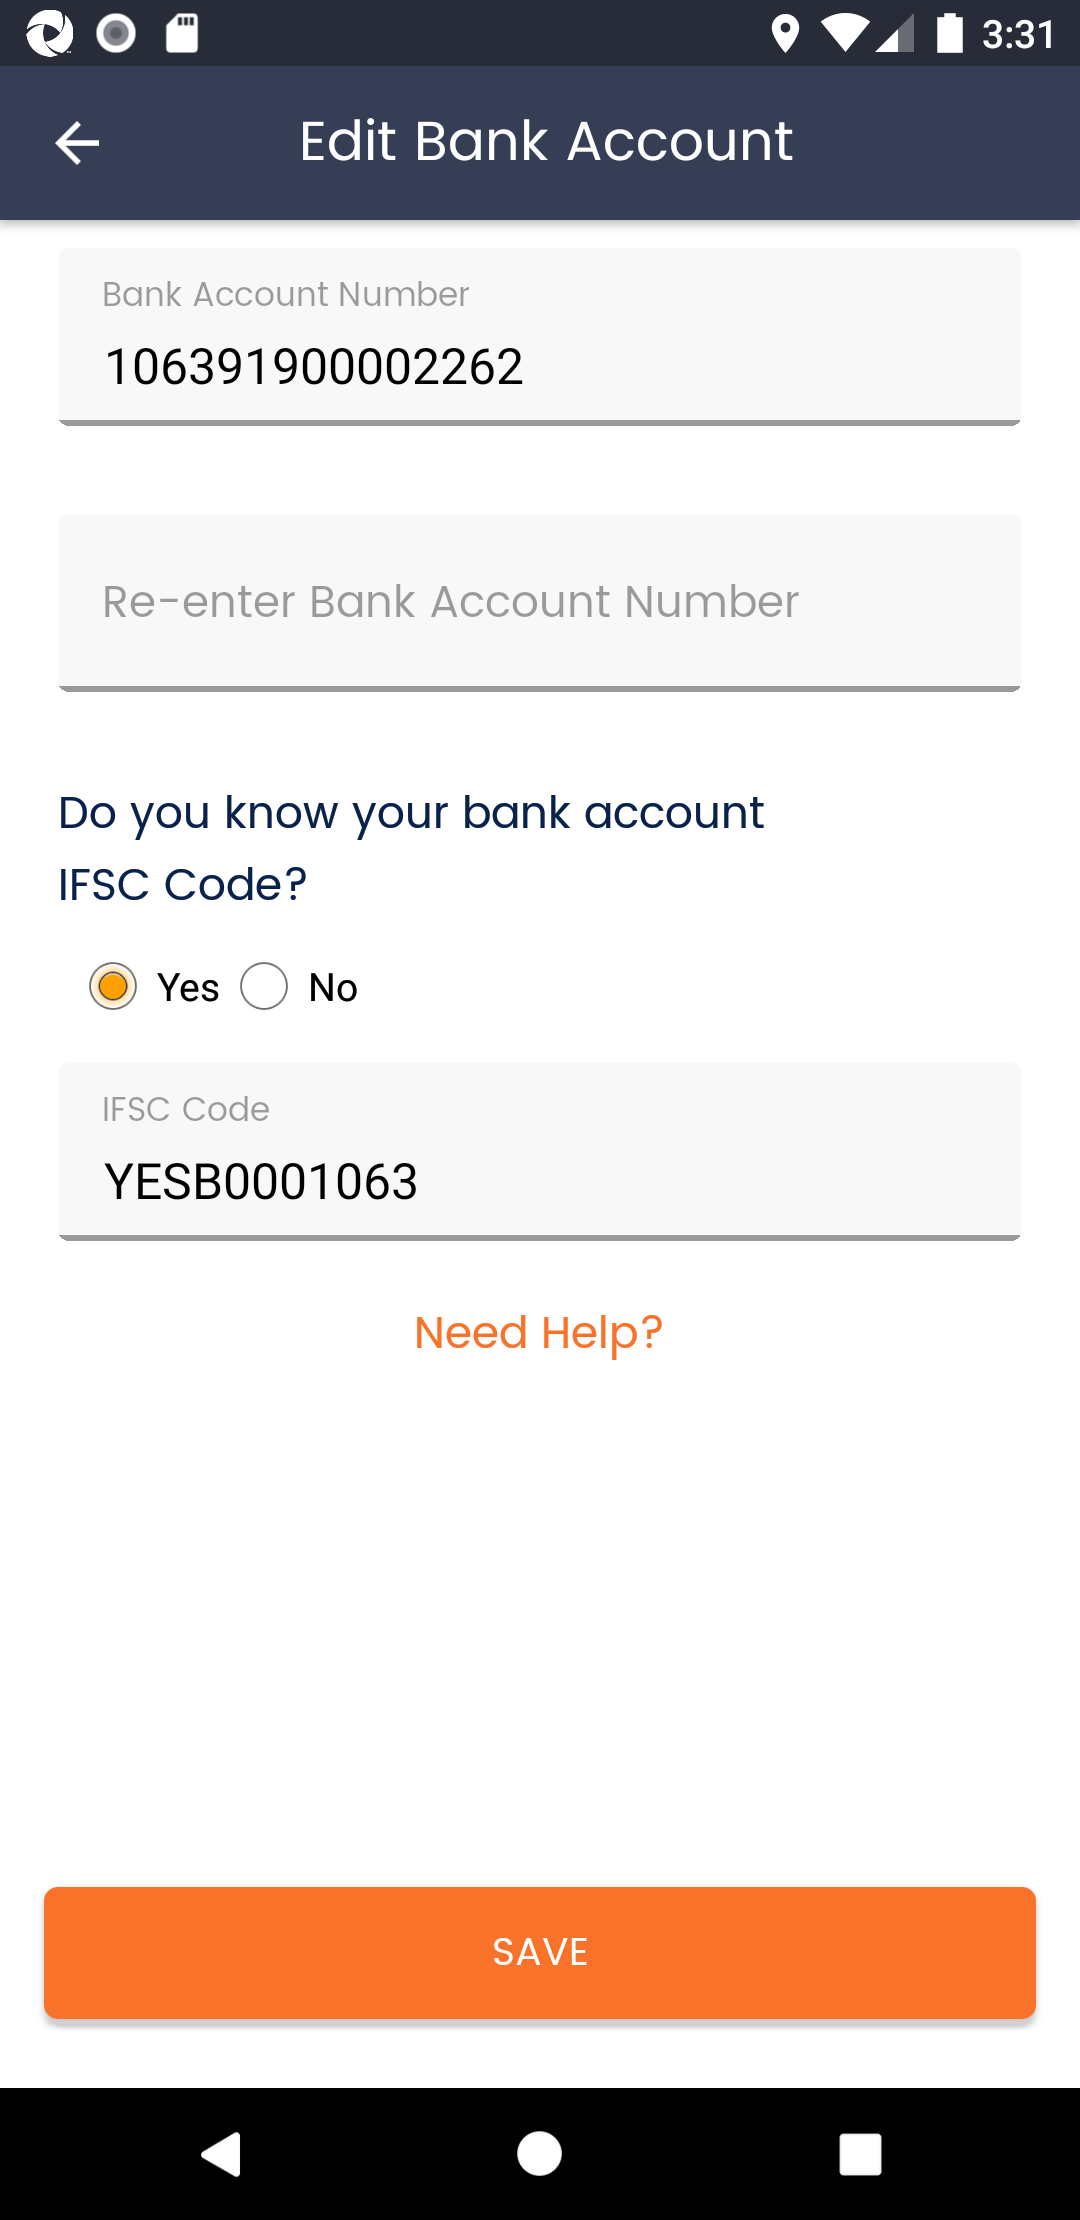 3:31
Edit Bank Account
Bank Account Number
106391900002262
Re-enter Bank Account Number
Do you know your bank account
IFSC Code?
Yes No
IFSC Code
YESB0001063
Need Help?
SAVE